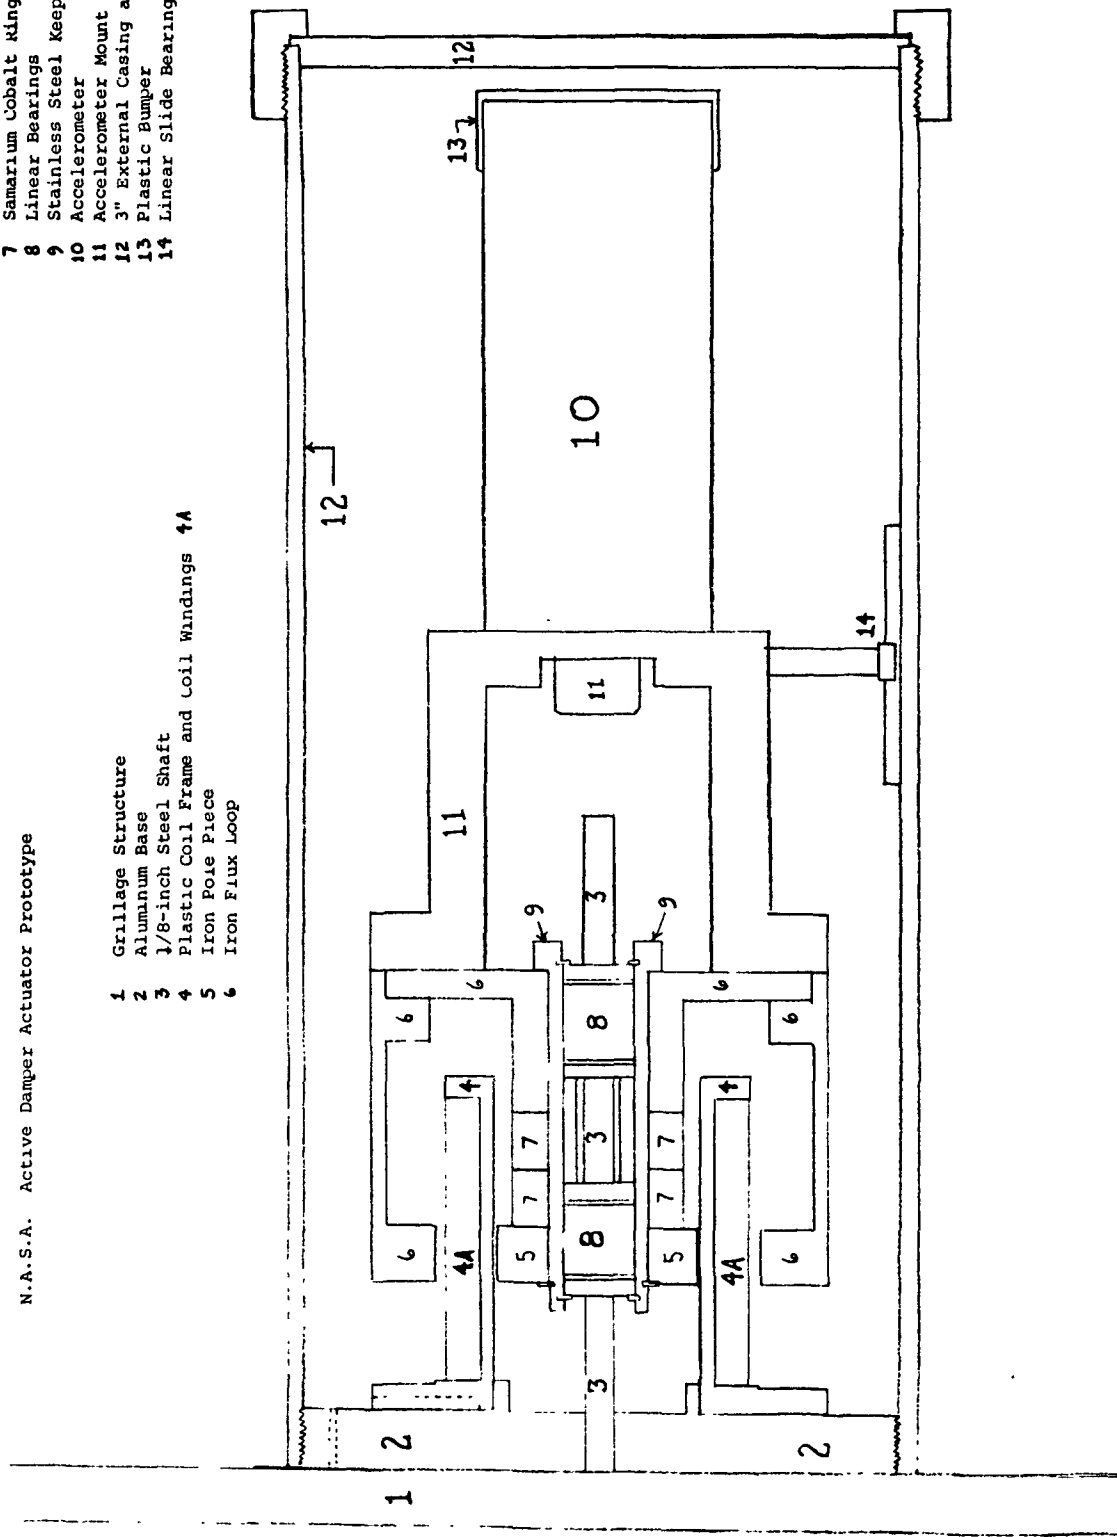 N.A.S.A. Active Damper Actuator Prototype
1 Grillage Structure
2 Aluminum Base
3 1/8-inch Steel Shaft
4 Plastic Coil Frame and Coil Windings 4A
5 Iron Pole Piece
6 Iron Flux Loop
7 Samarium Cobalt Ring
8 Linear Bearings
9 Stainless Steel Keep
10 Accelerometer
11 Accelerometer Mount
12 3" External Casing a
13 Plastic Bumper
14 Linear Slide Bearing
12
13
12
10
14
11
11
9
3
9
6
6
8
6
6
4
7
3
7
4
7
7
6
4A
5
8
5
4A
6
3
2
2
1